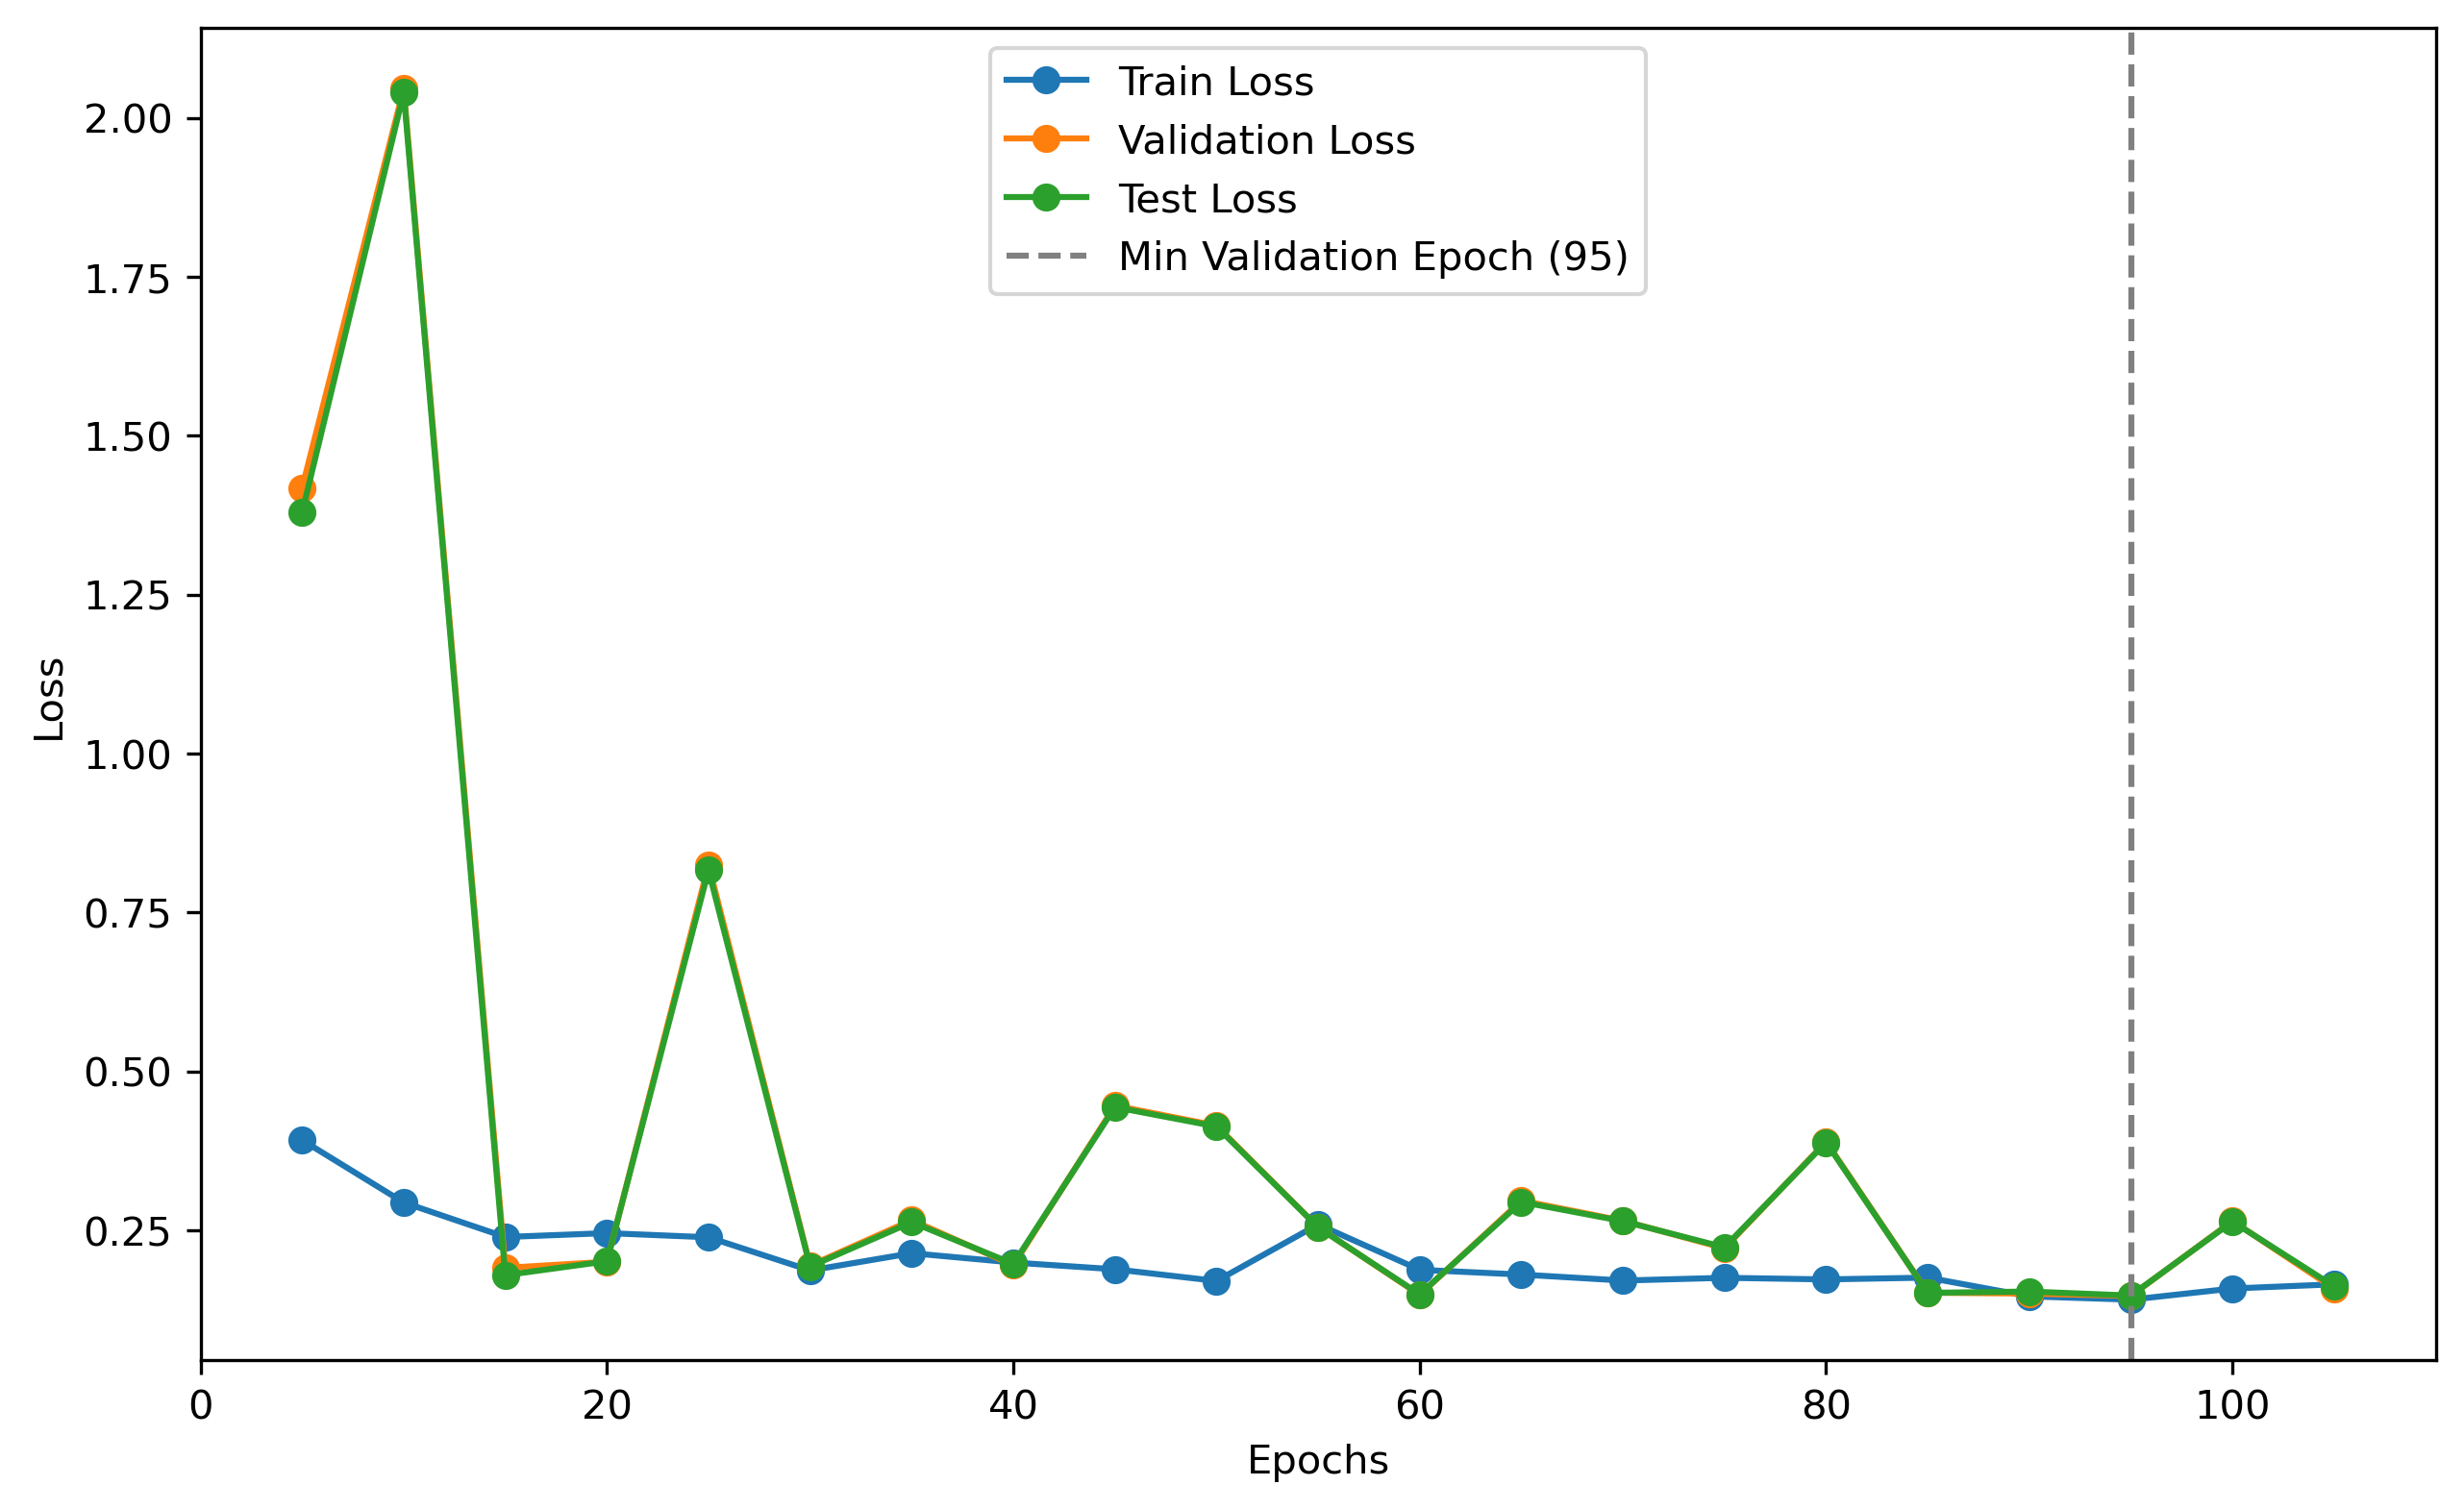 Train Loss
Validation Loss
Test Loss
Min Validation Epoch (95)
2.00
1.75
1.50
1.25
1.00
0.75
0.50
0.25
Loss
0 20 40 60 80 100
Epochs